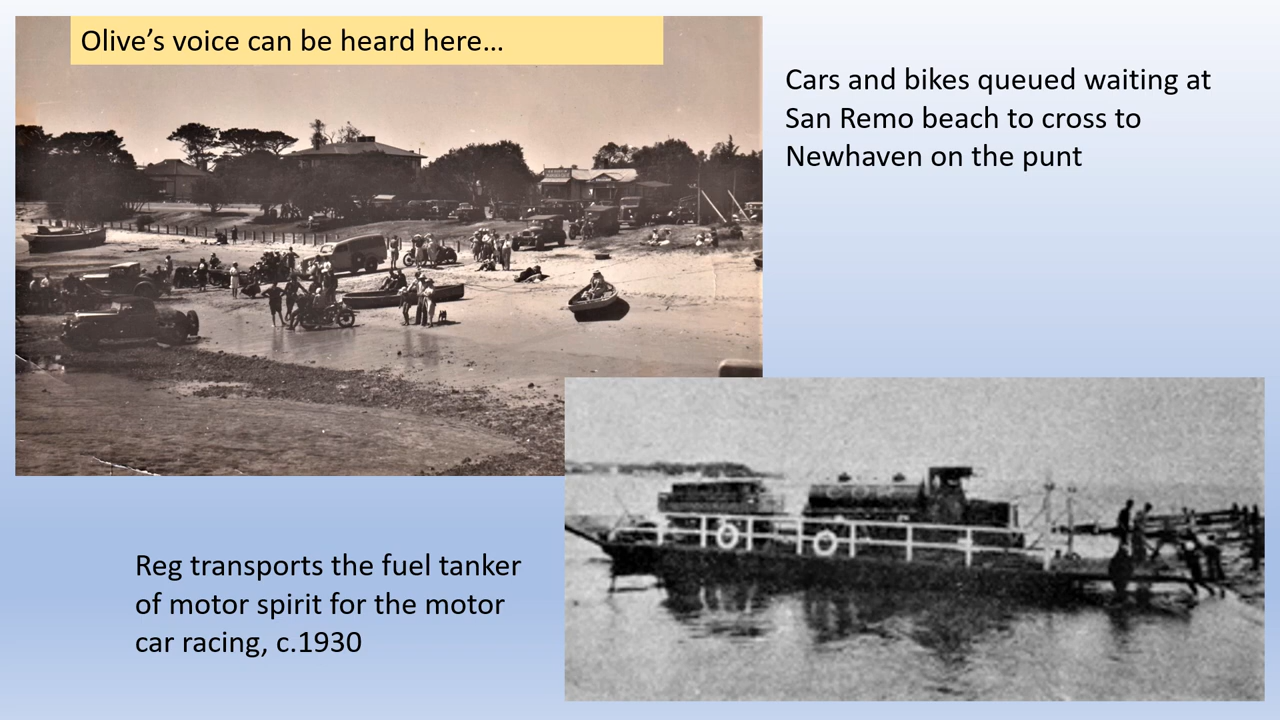 Olive’s voice can be heard here…
Cars and bikes queued waiting at
San Remo beach to cross to
Newhaven on the punt
Reg transports the fuel tanker
of motor spirit for the motor
car racing, c.1930